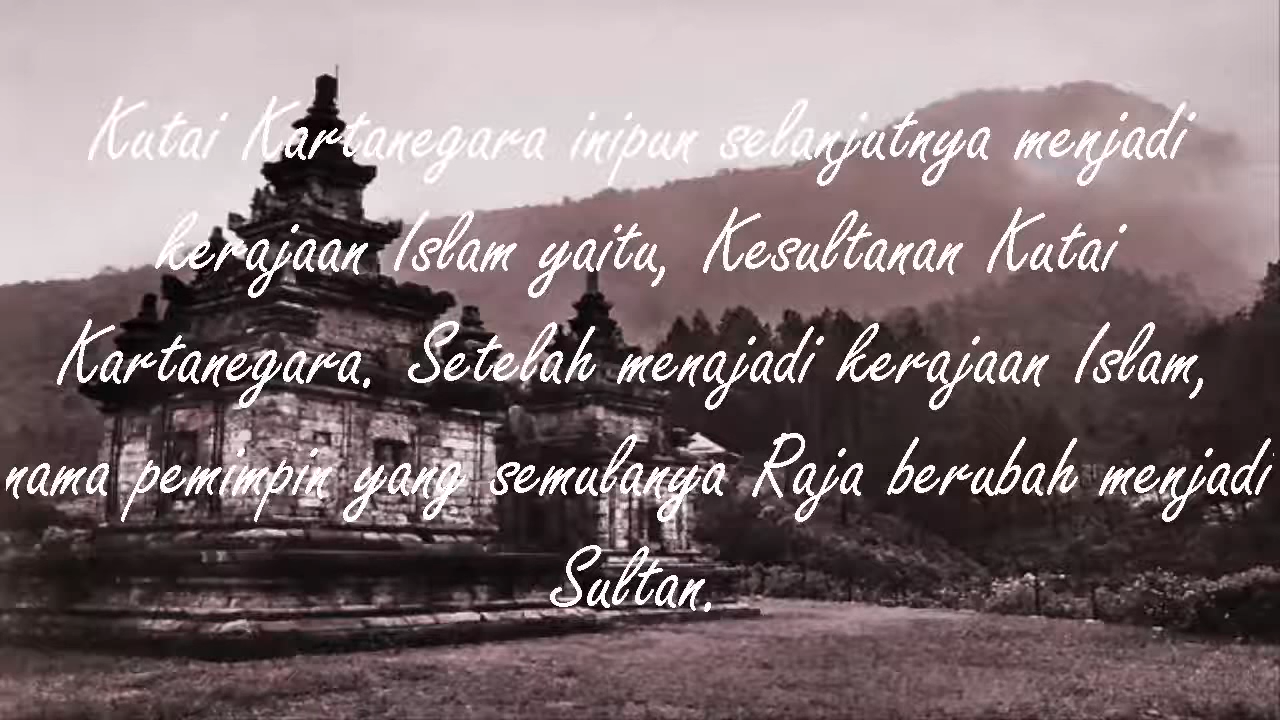 Kutai Kartanegara inipun selanjutnya menjadi
kerajaan Islam yaitu, Kesultanan Kutai
Kartanegara. Setelah menajadi kerajaan Islam,
nama pemimpin yang semulanya Raja berubah menjadi
Sultan.